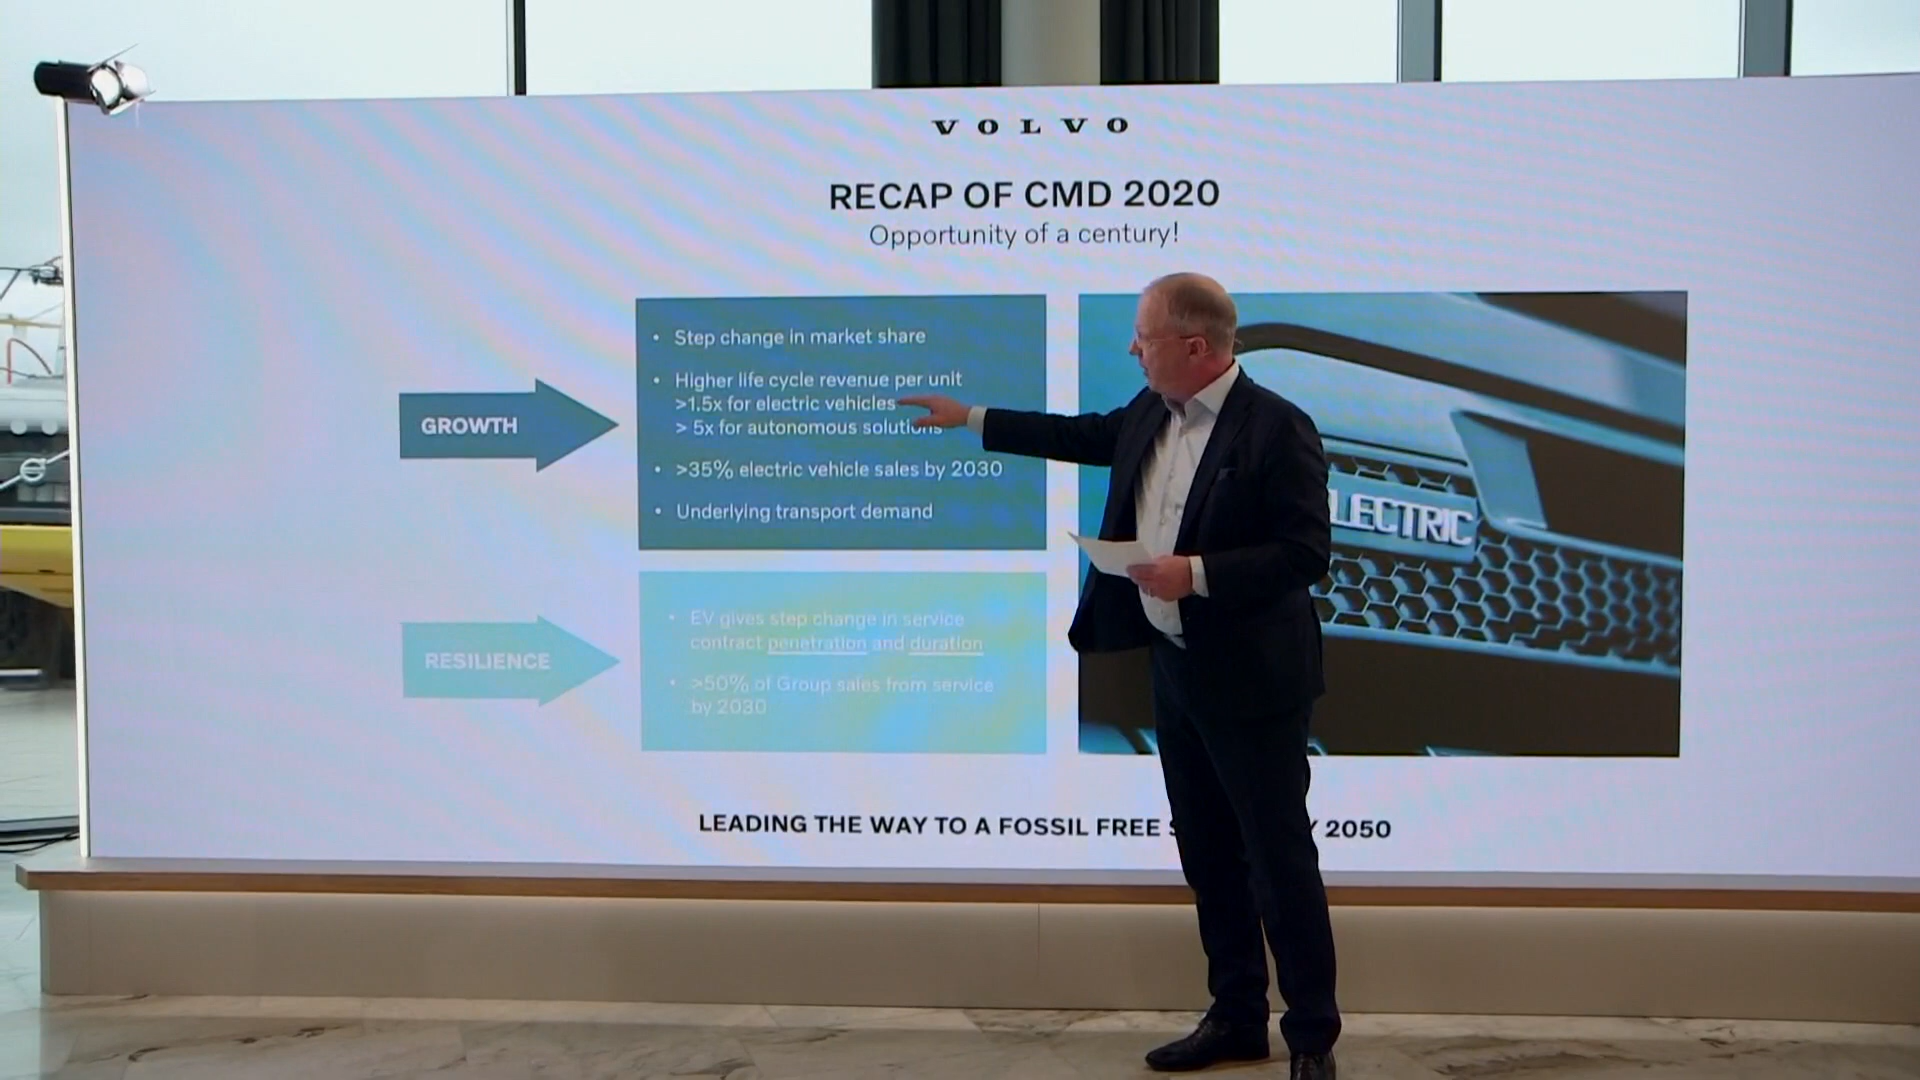 VOLVO
RECAP OF CMD 2020
Opportunity of a century!
GROWTH
• Step change in market share
• Higher life cycle revenue per unit
>1.5x for electric vehicles
> 5x for autonomous solutions
• >35% electric vehicle sales by 2030
• Underlying transport demand
LECTRIC
RESILIENCE
• EV gives step change in service
contract penetration and duration
• >50% of Group sales from service
by 2030
LEADING THE WAY TO A FOSSIL FREE 2050